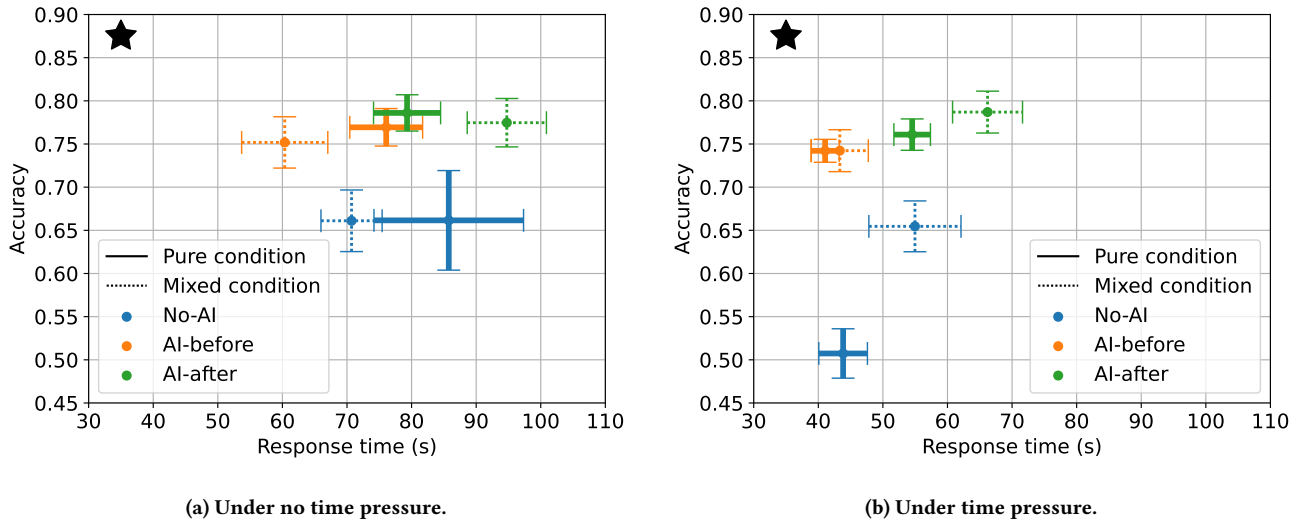 0.90
0.85
0.80
0.75
0.70
0.65
0.60
0.55
0.50
0.45
Accuracy
Pure condition
Mixed condition
No-AI
AI-before
AI-after
30 40 50 60 70 80 90 100 110
Response time (s)
(a) Under no time pressure.
0.90
0.85
0.80
0.75
0.70
0.65
0.60
0.55
0.50
0.45
Accuracy
Pure condition
Mixed condition
No-AI
AI-before
AI-after
30 40 50 60 70 80 90 100 110
Response time (s)
(b) Under time pressure.